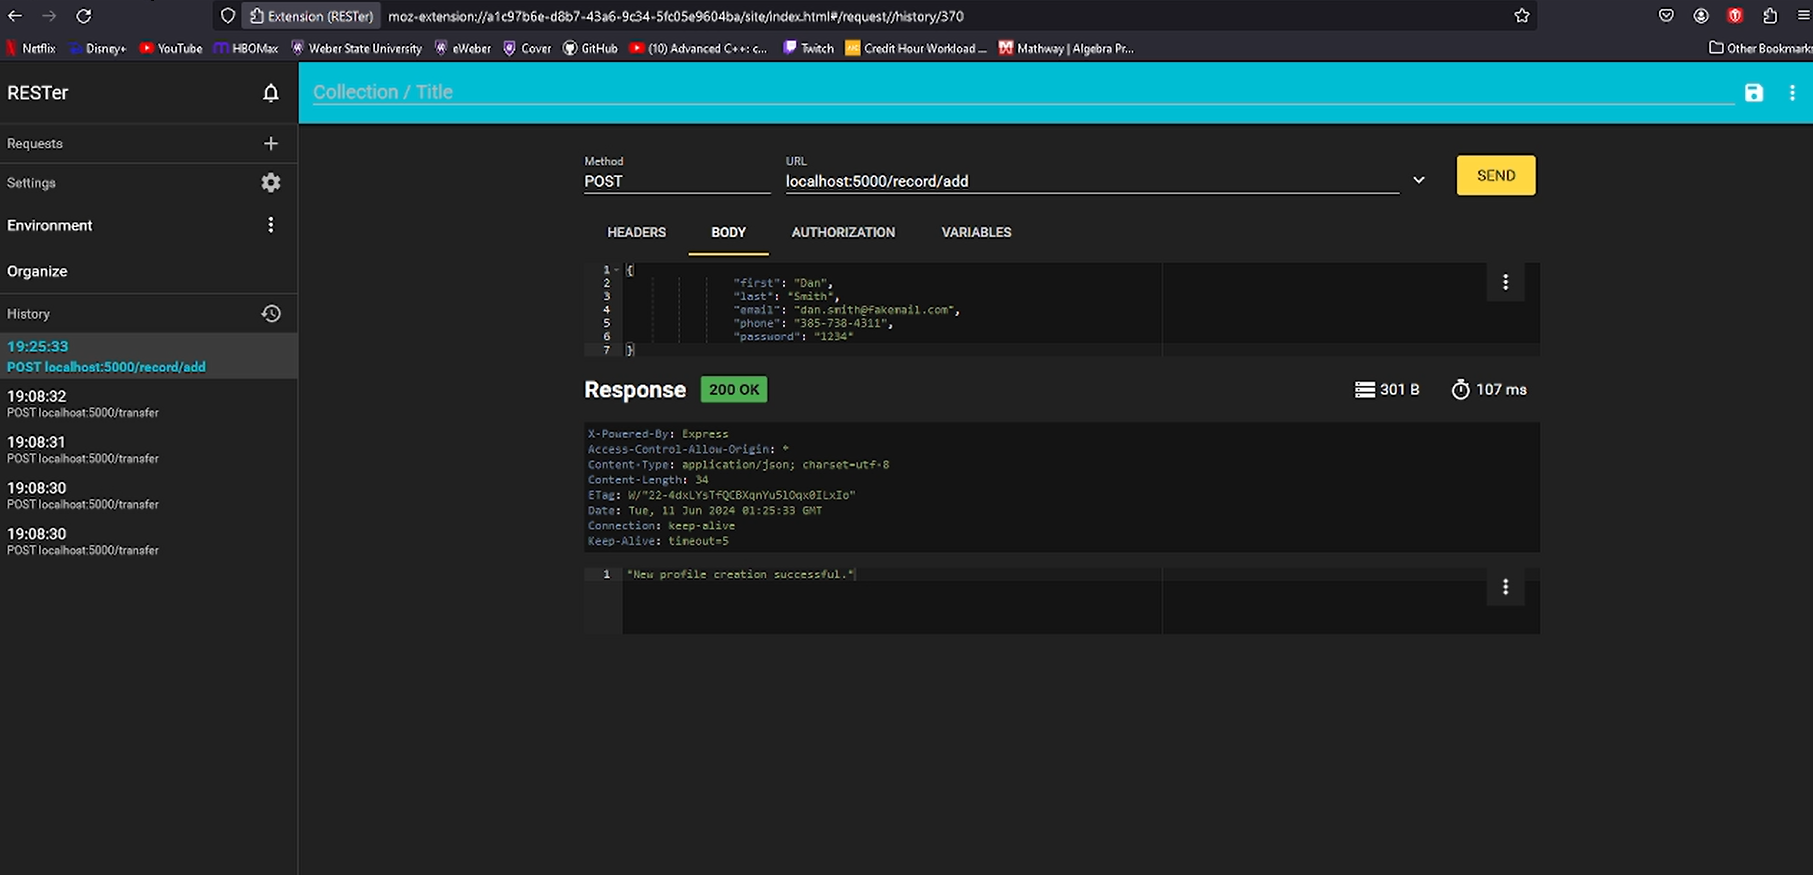 Extension (RESTer) moz-extension://a1c97b6e-d8b7-43a6-9c34-5fc05e9604ba/site/index.html#/request//history/370
Netflix Disney+ YouTube HBOMax Weber State University eWeber Cover GitHub (10) Advanced C++: c... Twitch Credit Hour Workload ... Mathway | Algebra Pr... Other Bookmarks
RESTer
Collection / Title
Requests
Settings
Environment
Organize
History
19:25:33
POST localhost:5000/record/add
19:08:32
POST localhost:5000/transfer
19:08:31
POST localhost:5000/transfer
19:08:30
POST localhost:5000/transfer
19:08:30
POST localhost:5000/transfer
Method
POST
URL
localhost:5000/record/add
SEND
HEADERS BODY AUTHORIZATION VARIABLES
1 {
2 "first": "Dan",
3 "last": "Smith",
4 "email": "dan.smith@fakemail.com",
5 "phone": "385-738-4311",
6 "password": "1234"
7 }
Response 200 OK 301 B 107 ms
X-Powered-By: Express
Access-Control-Allow-Origin: *
Content-Type: application/json; charset=utf-8
Content-Length: 34
ETag: W/"22-4dxLYsTfQCBXqnYu5lOqx0ILxIo"
Date: Tue, 11 Jun 2024 01:25:33 GMT
Connection: keep-alive
Keep-Alive: timeout=5
1 "New profile creation successful."